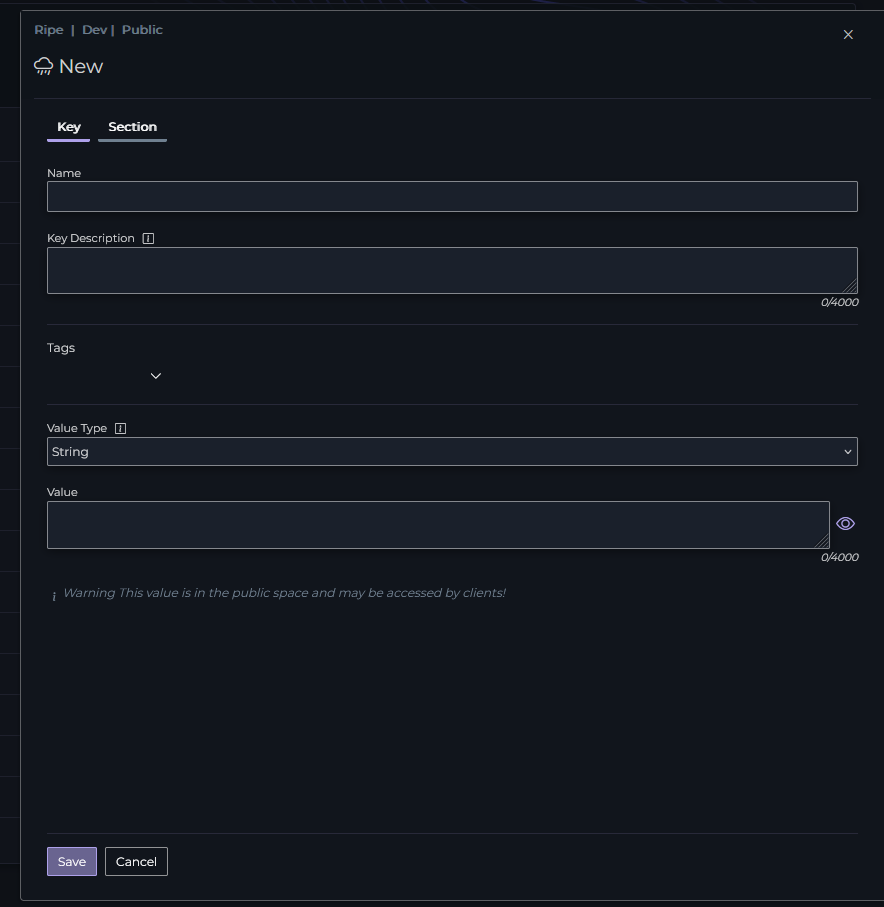 Ripe | Dev | Public
New
Key Section
Name
Key Description i
0/4000
Tags
Value Type i
String
Value
0/4000
i Warning This value is in the public space and may be accessed by clients!
Save Cancel